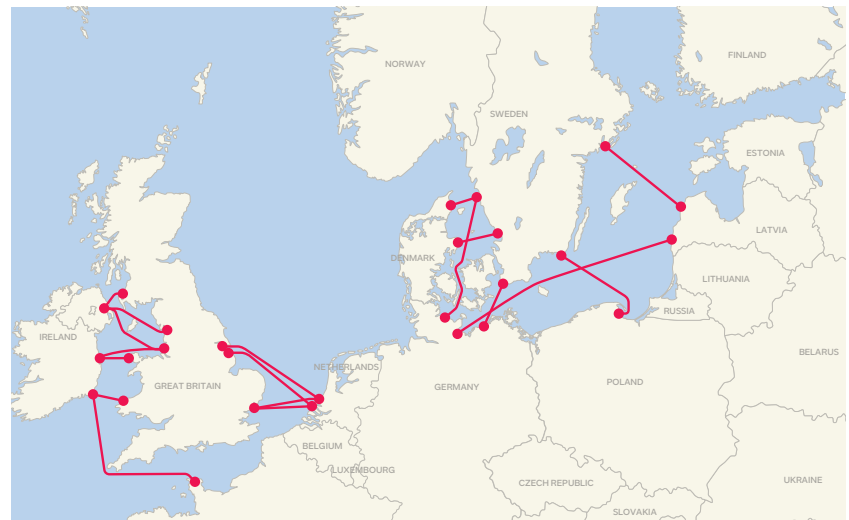 FINLAND
NORWAY
SWEDEN
ESTONIA
LATVIA
DENMARK
LITHUANIA
RUSSIA
IRELAND
BELARUS
NETHERLANDS
GREAT BRITAIN
GERMANY
POLAND
BELGIUM
LUXEMBOURG
CZECH REPUBLIC
UKRAINE
SLOVAKIA